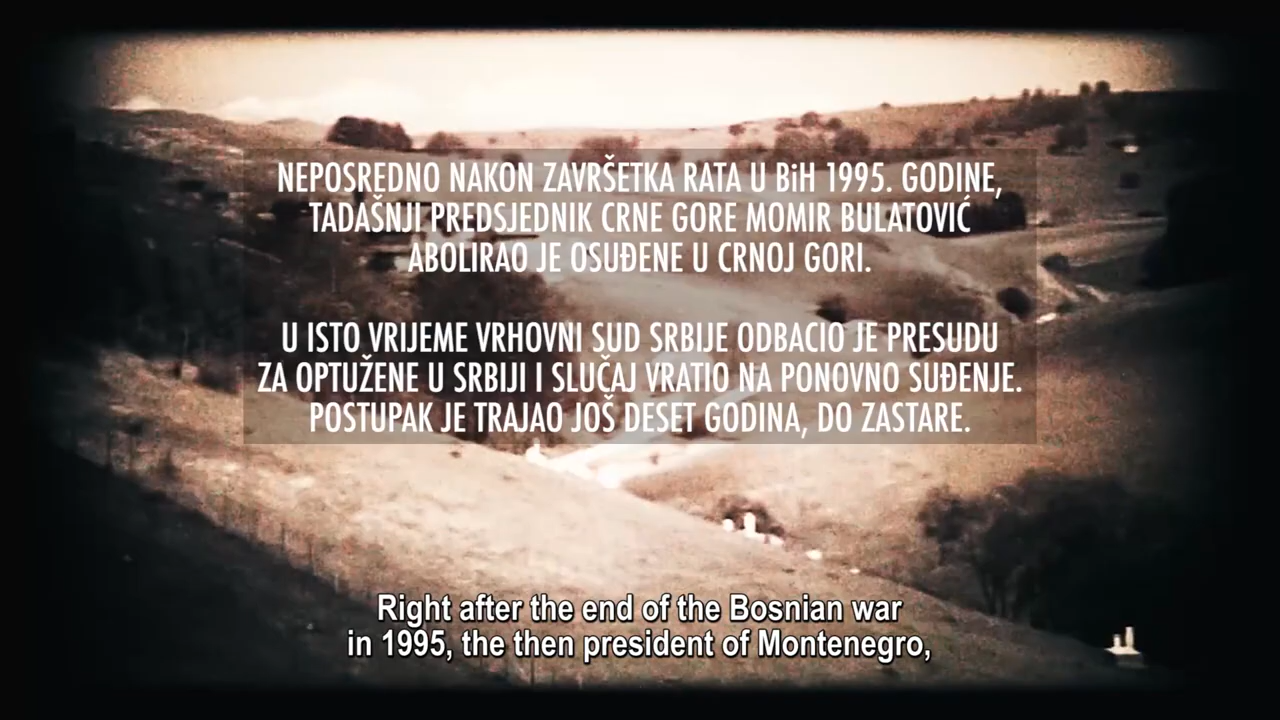 NEPOSREDNO NAKON ZAVRŠETKA RATA U BiH 1995. GODINE,
TADAŠNJI PREDSJEDNIK CRNE GORE MOMIR BULATOVIĆ
ABOLIRAO JE OSUĐENE U CRNOJ GORI.
U ISTO VRIJEME VRHOVNI SUD SRBIJE ODBACIO JE PRESUDU
ZA OPTUŽENE U SRBIJI I SLUČAJ VRATIO NA PONOVNO SUĐENJE.
POSTUPAK JE TRAJAO JOŠ DESET GODINA, DO ZASTARE.
Right after the end of the Bosnian war
in 1995, the then president of Montenegro,